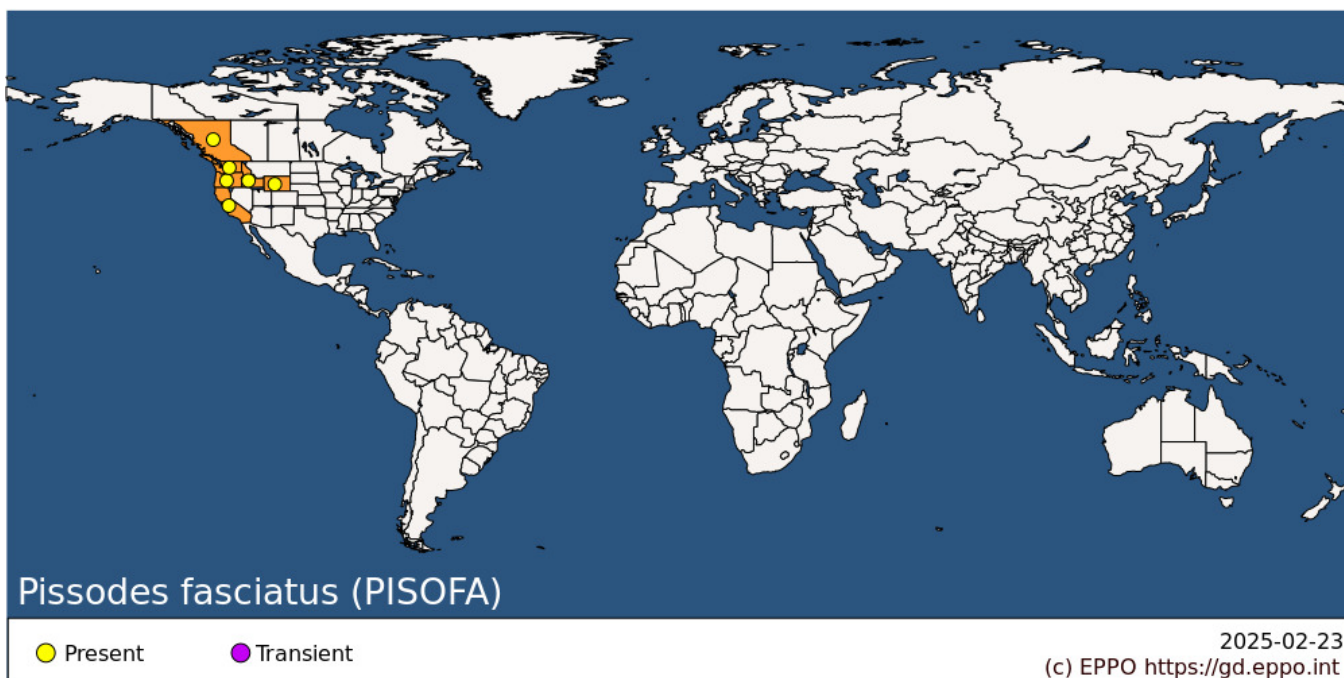 Pissodes fasciatus (PISOFA)
Present
Transient
2025-02-23
(c) EPPO https://gd.eppo.int